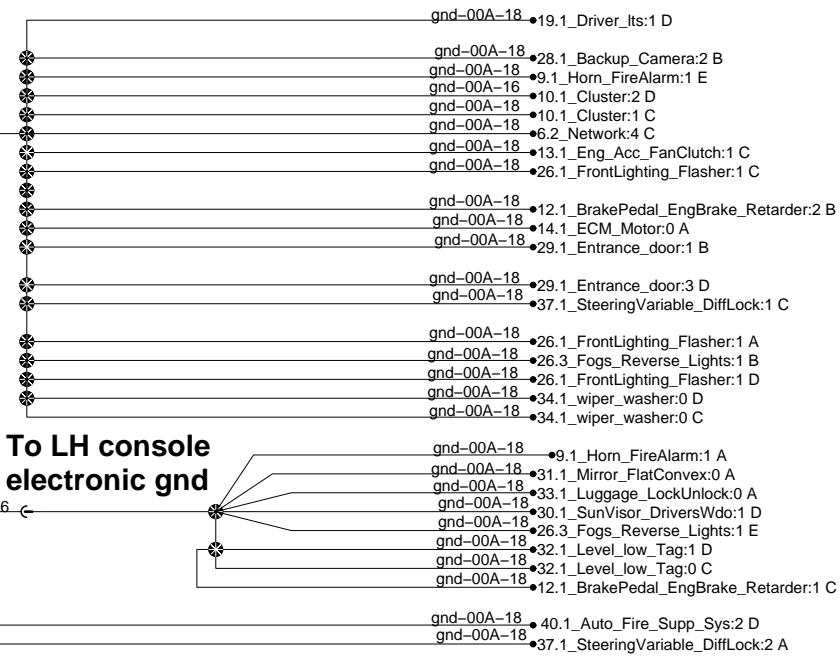 gnd–00A–18 19.1_Driver_lts:1 D
gnd–00A–18 28.1_Backup_Camera:2 B
gnd–00A–18 9.1_Horn_FireAlarm:1 E
gnd–00A–16 10.1_Cluster:2 D
gnd–00A–18 10.1_Cluster:1 C
gnd–00A–18 6.2_Network:4 C
gnd–00A–18 13.1_Eng_Acc_FanClutch:1 C
gnd–00A–18 26.1_FrontLighting_Flasher:1 C
gnd–00A–18 12.1_BrakePedal_EngBrake_Retarder:2 B
gnd–00A–18 14.1_ECM_Motor:0 A
gnd–00A–18 29.1_Entrance_door:1 B
gnd–00A–18 29.1_Entrance_door:3 D
gnd–00A–18 37.1_SteeringVariable_DiffLock:1 C
gnd–00A–18 26.1_FrontLighting_Flasher:1 A
gnd–00A–18 26.3_Fogs_Reverse_Lights:1 B
gnd–00A–18 26.1_FrontLighting_Flasher:1 D
gnd–00A–18 34.1_wiper_washer:0 D
gnd–00A–18 34.1_wiper_washer:0 C
To LH console
electronic gnd
6
gnd–00A–18 9.1_Horn_FireAlarm:1 A
gnd–00A–18 31.1_Mirror_FlatConvex:0 A
gnd–00A–18 33.1_Luggage_LockUnlock:0 A
gnd–00A–18 30.1_SunVisor_DriversWdo:1 D
gnd–00A–18 26.3_Fogs_Reverse_Lights:1 E
gnd–00A–18 32.1_Level_low_Tag:1 D
gnd–00A–18 32.1_Level_low_Tag:0 C
gnd–00A–18 12.1_BrakePedal_EngBrake_Retarder:1 C
gnd–00A–18 40.1_Auto_Fire_Supp_Sys:2 D
gnd–00A–18 37.1_SteeringVariable_DiffLock:2 A